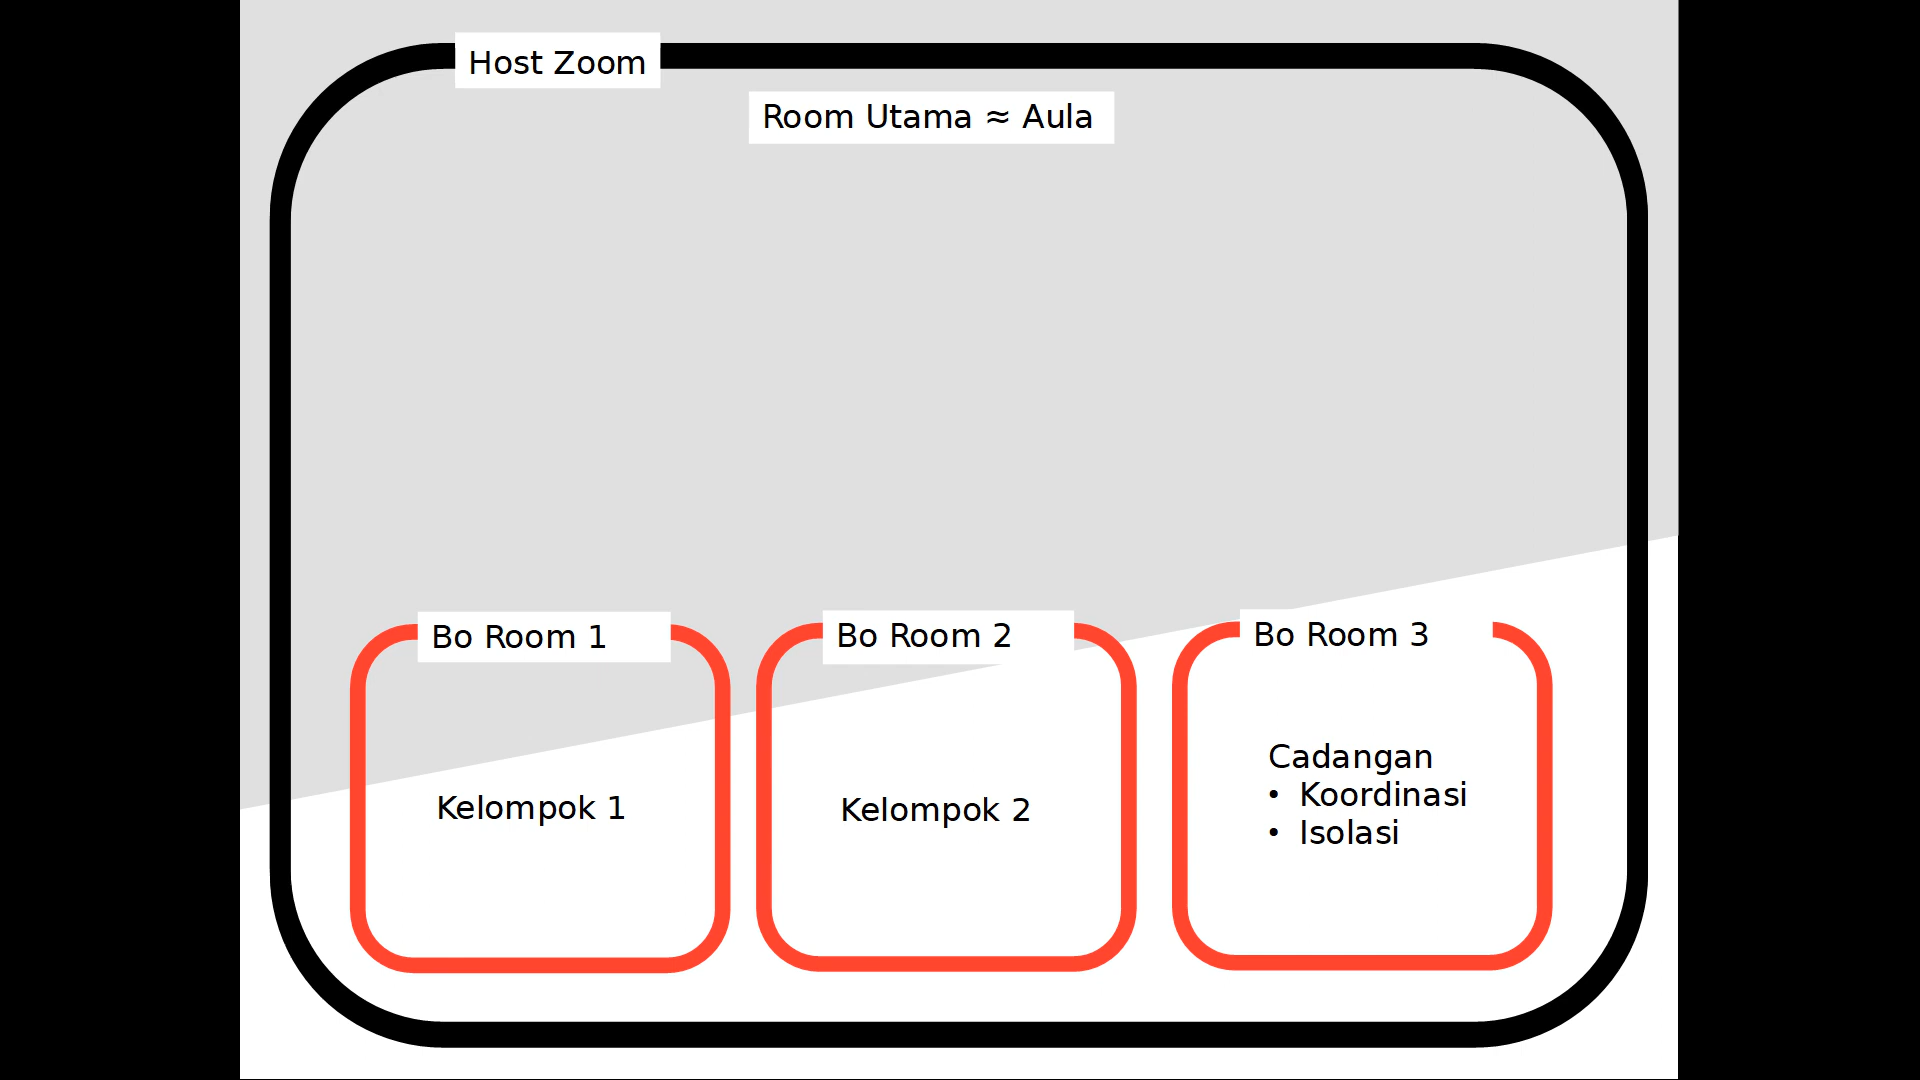 Host Zoom
Room Utama ≈ Aula
Bo Room 1
Bo Room 2
Bo Room 3
Kelompok 1
Kelompok 2
Cadangan
• Koordinasi
• Isolasi